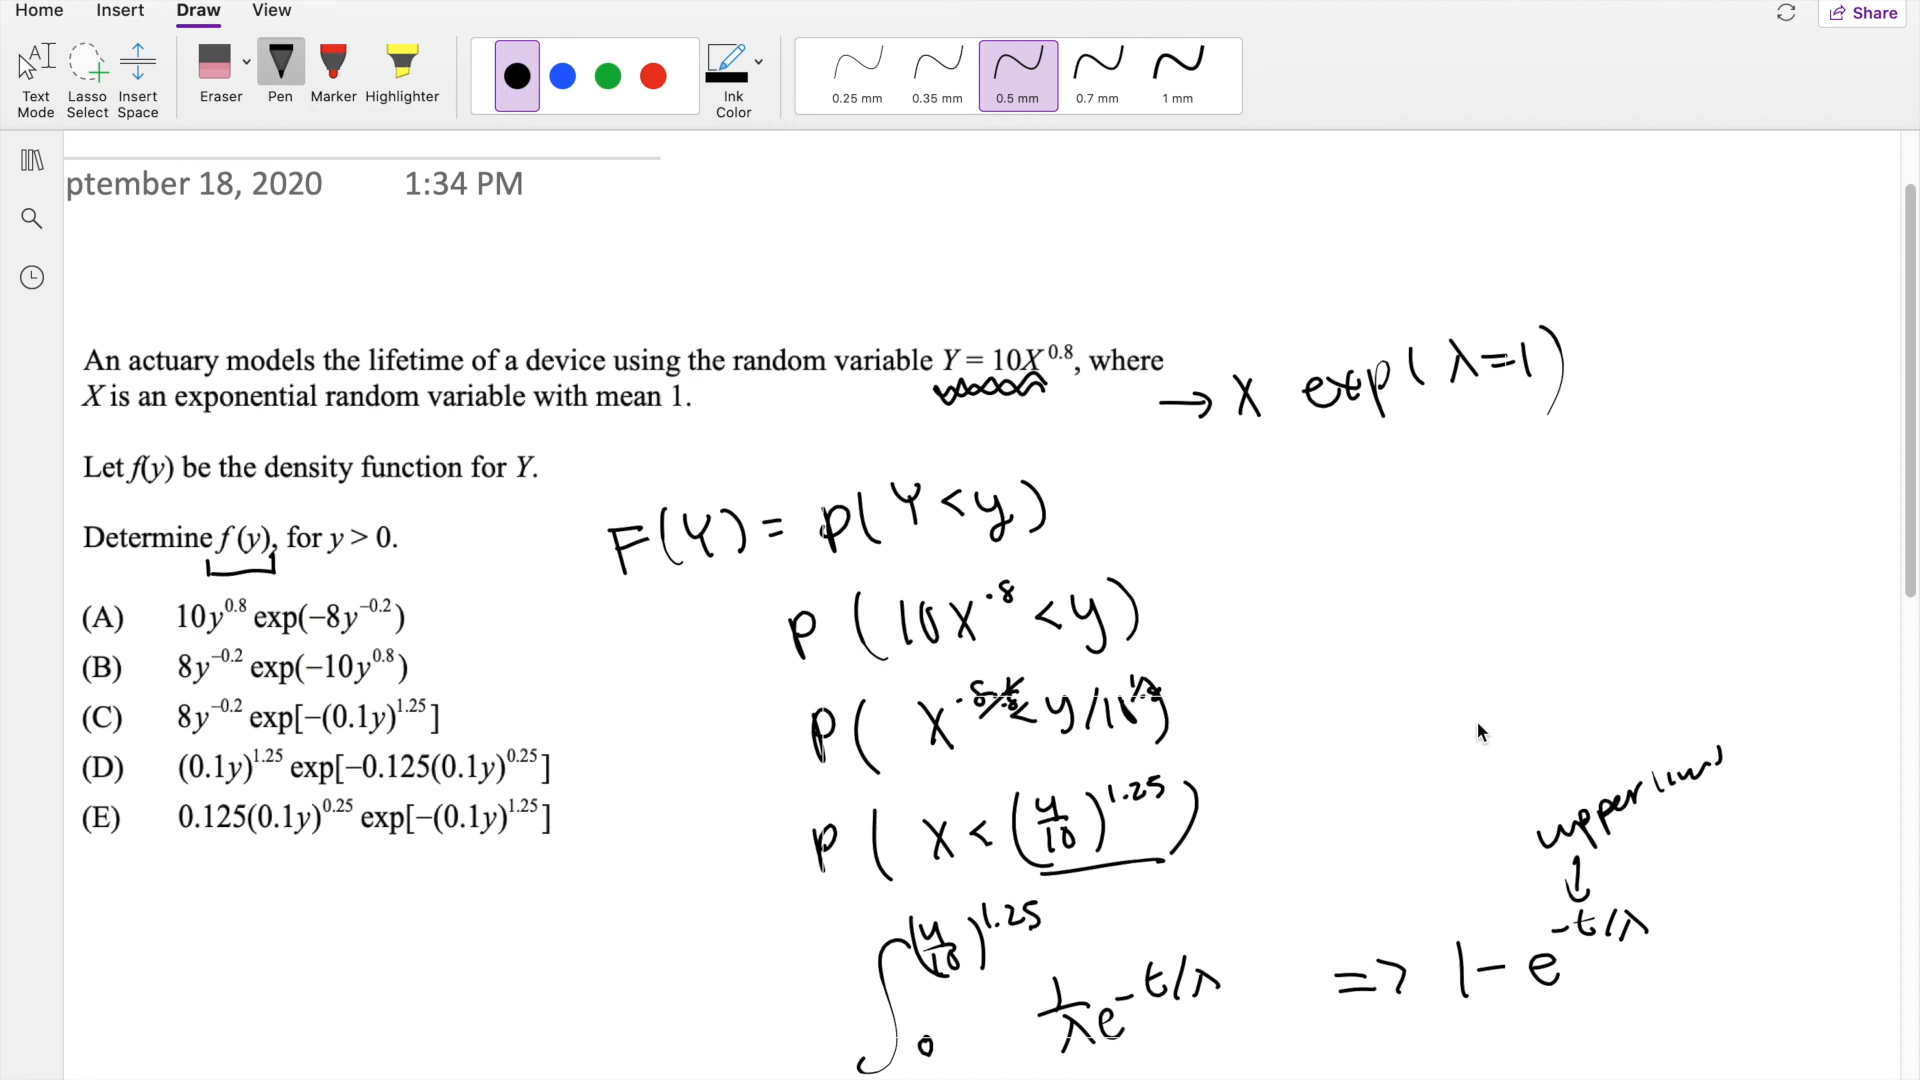 Home Insert Draw View Share
Text Mode Lasso Select Insert Space Eraser Pen Marker Highlighter Ink Color 0.25 mm 0.35 mm 0.5 mm 0.7 mm 1 mm
ptember 18, 2020 1:34 PM
An actuary models the lifetime of a device using the random variable Y = 10X^0.8, where
X is an exponential random variable with mean 1.
→ X exp(λ=1)
Let f(y) be the density function for Y.
Determine f (y), for y > 0.
(A) 10y^0.8 exp(−8y^−0.2)
(B) 8y^−0.2 exp(−10y^0.8)
(C) 8y^−0.2 exp[−(0.1y)^1.25]
(D) (0.1y)^1.25 exp[−0.125(0.1y)^0.25]
(E) 0.125(0.1y)^0.25 exp[−(0.1y)^1.25]
F(Y) = P(Y < y)
P (10X^.8 < y)
P( X < y/10
P( X < (y/10)^1.25)
∫_0^(y/10)^1.25 1/λ e^−t/λ => 1 − e^−t/λ
upper